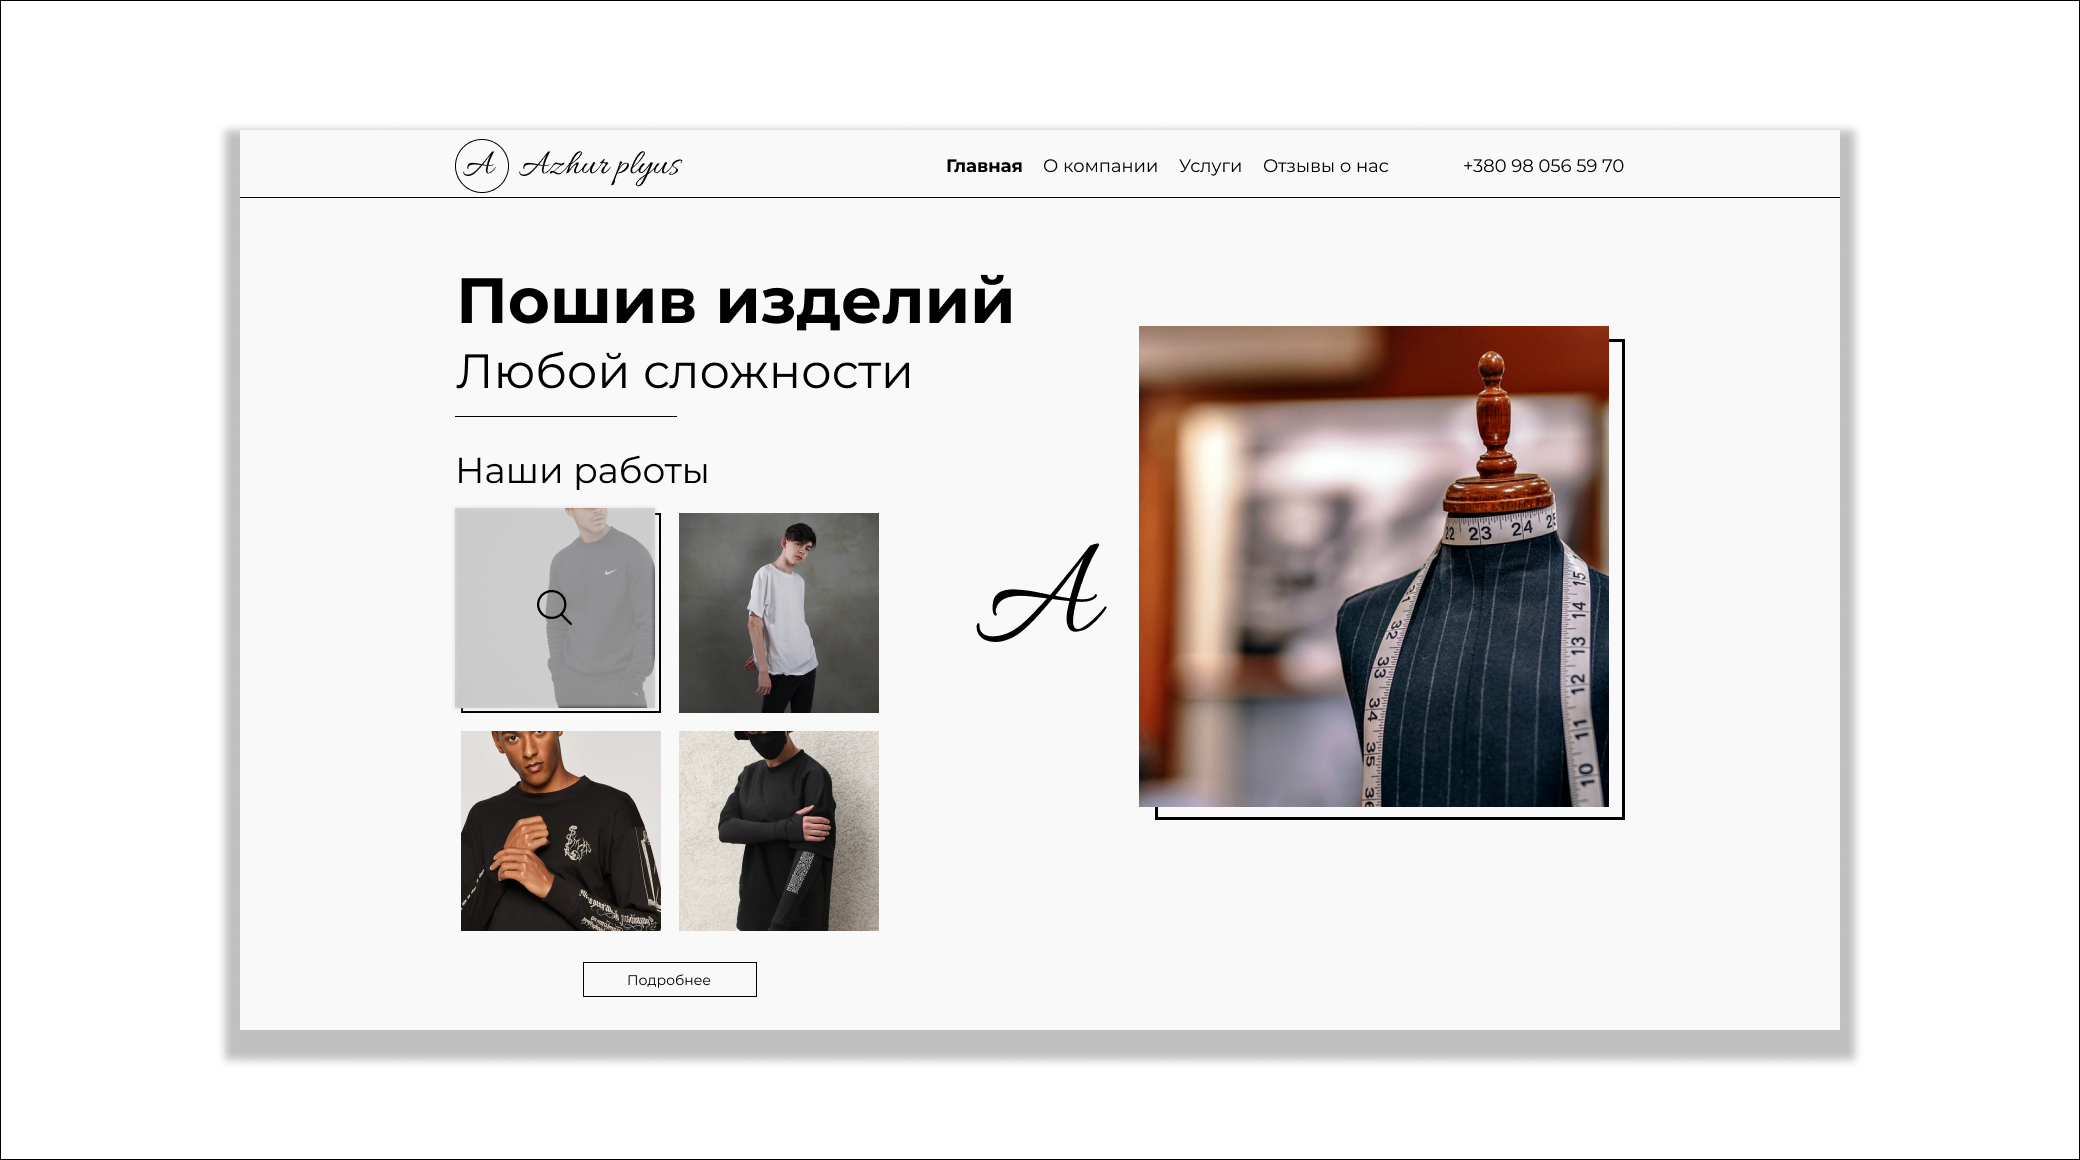 A Azhur plyus
Главная О компании Услуги Отзывы о нас +380 98 056 59 70
Пошив изделий
Любой сложности
Наши работы
A
22 23 24 25
32
33
34
35
36
15
14
13
12
11
10
Подробнее